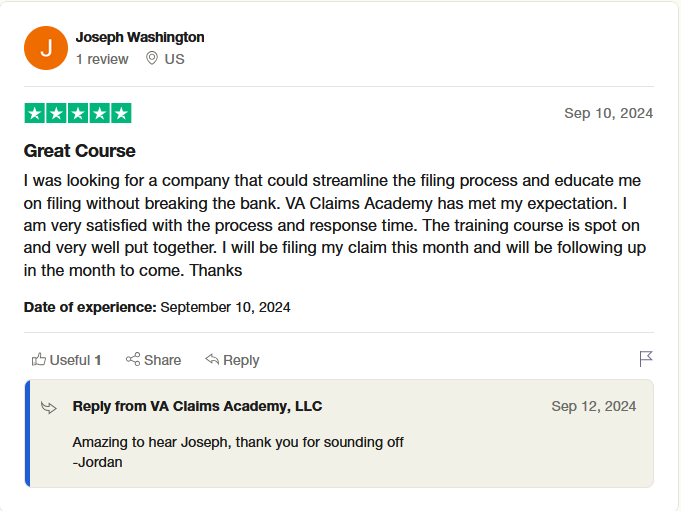 J
Joseph Washington
1 review US
Sep 10, 2024
Great Course
I was looking for a company that could streamline the filing process and educate me
on filing without breaking the bank. VA Claims Academy has met my expectation. I
am very satisfied with the process and response time. The training course is spot on
and very well put together. I will be filing my claim this month and will be following up
in the month to come. Thanks
Date of experience: September 10, 2024
Useful 1 Share Reply
Reply from VA Claims Academy, LLC Sep 12, 2024
Amazing to hear Joseph, thank you for sounding off
-Jordan